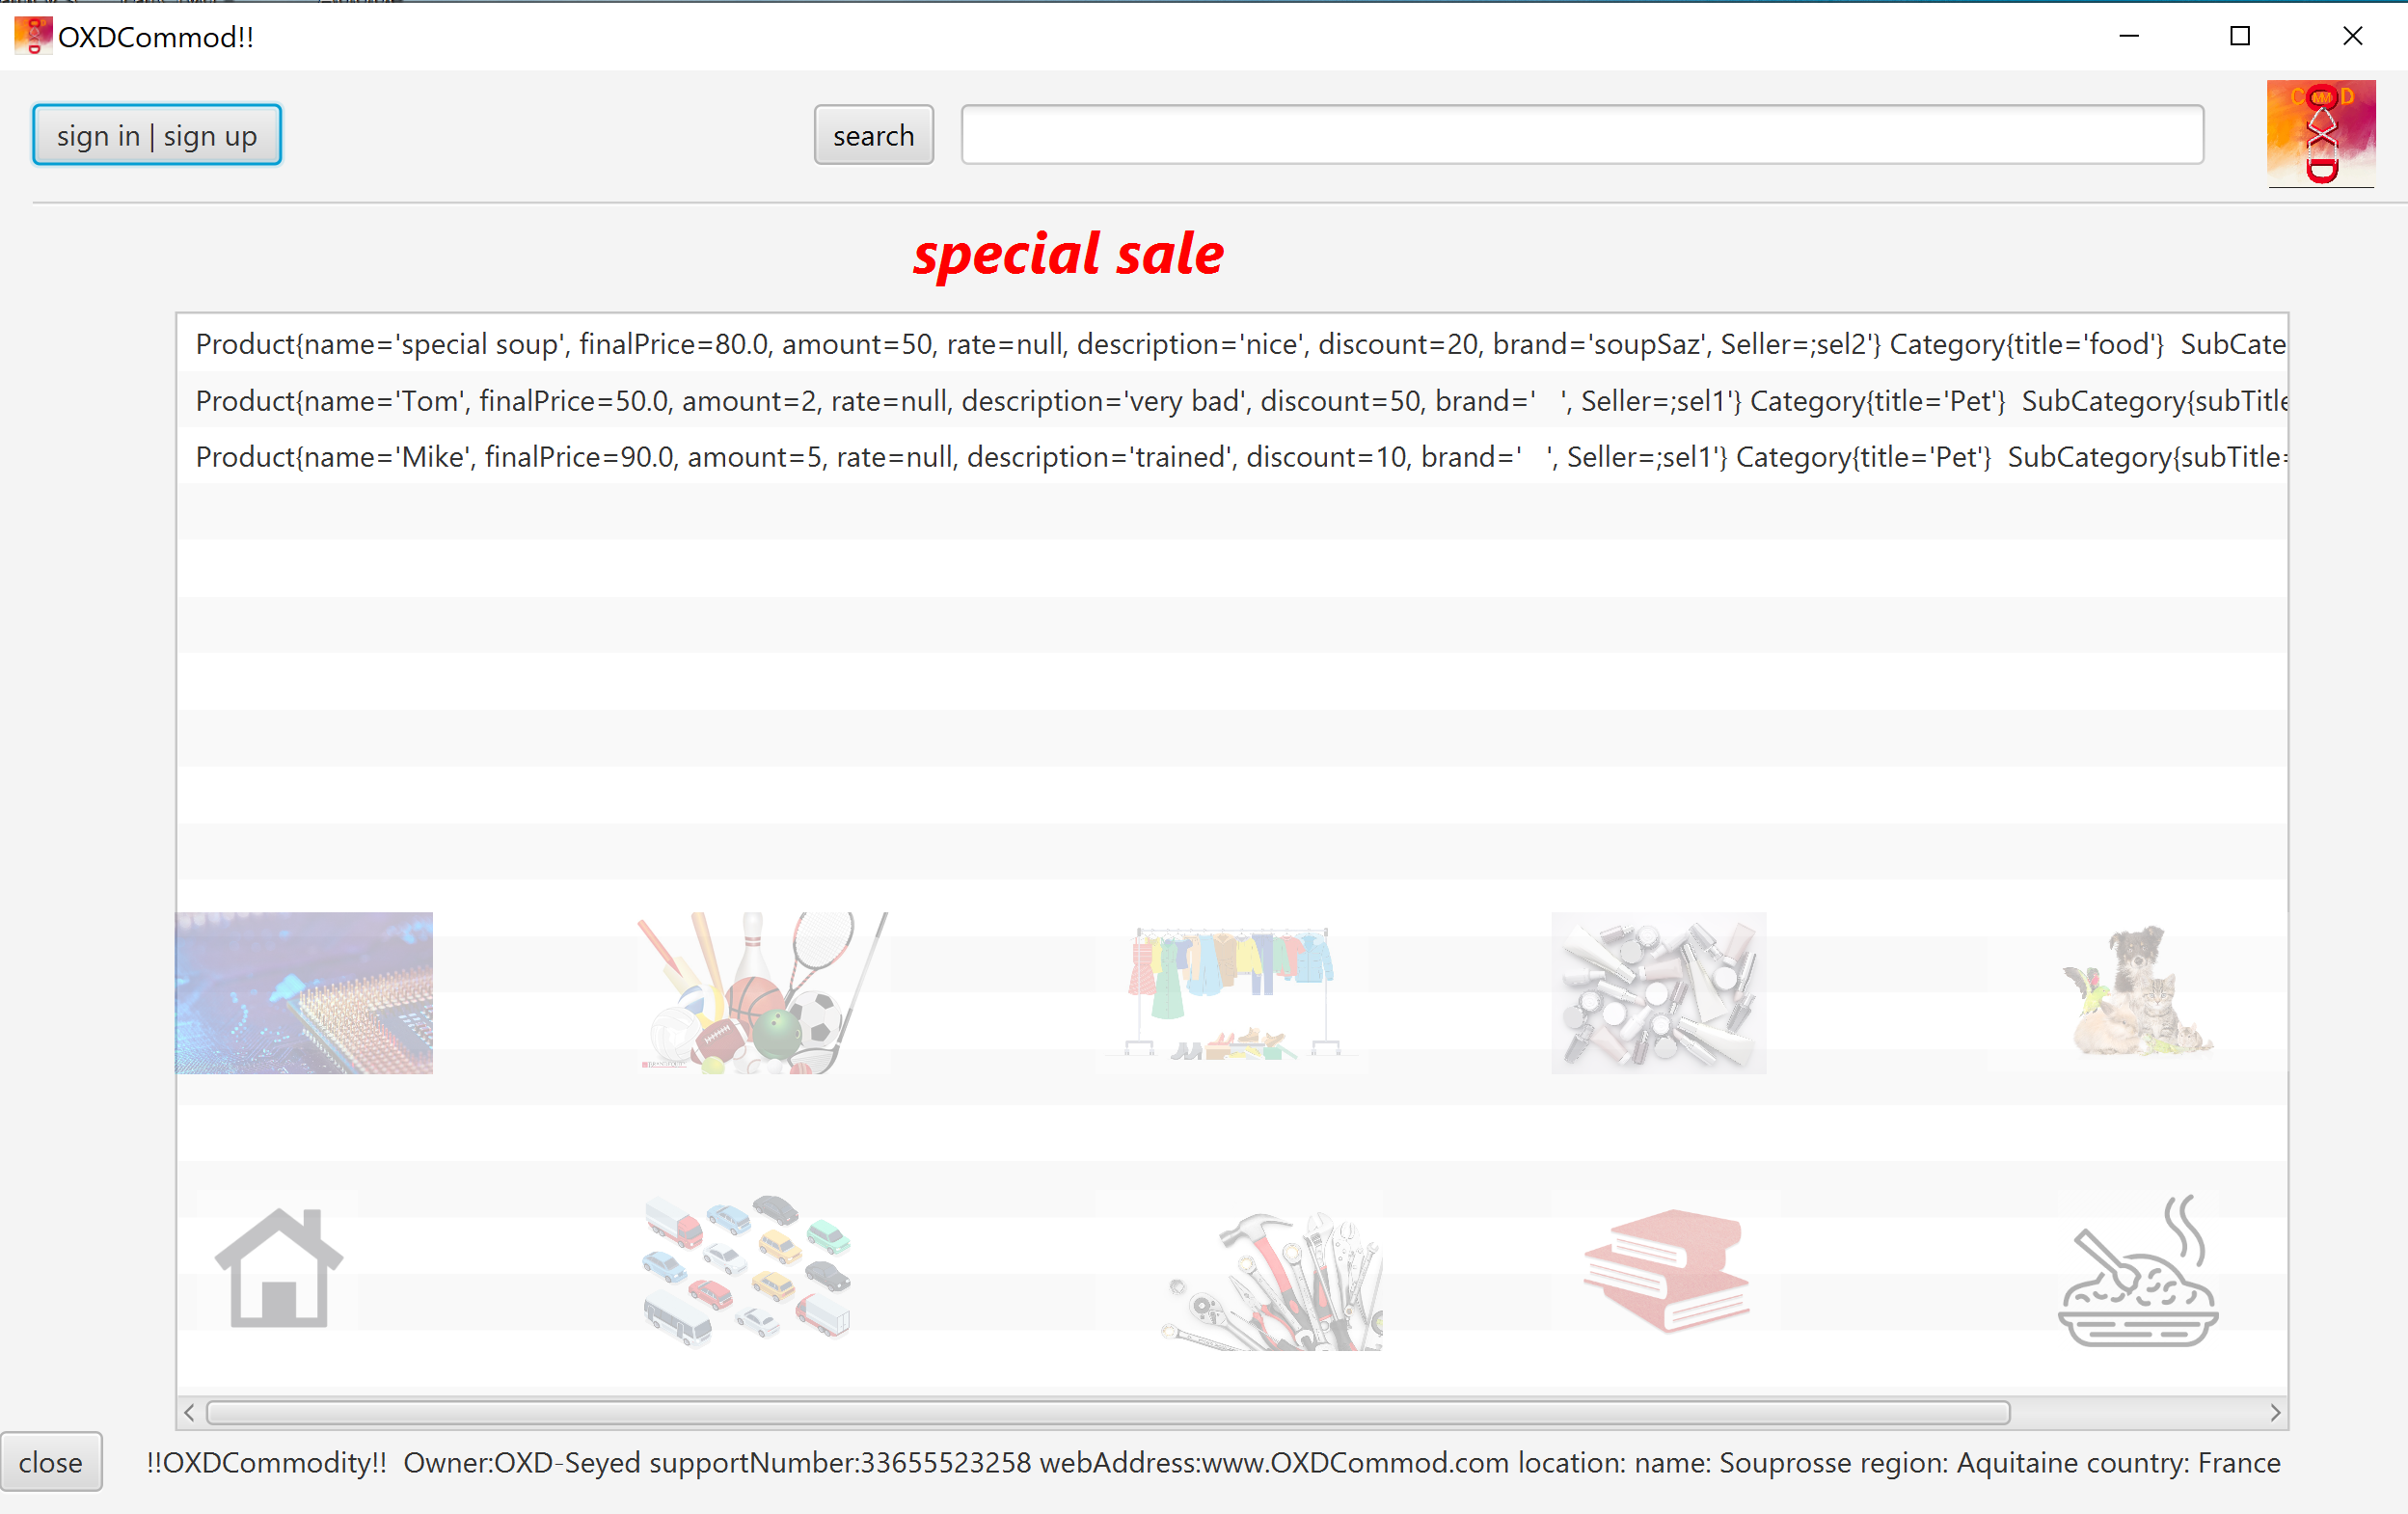 OXDCommod!!
sign in | sign up
search
special sale
Product{name='special soup', finalPrice=80.0, amount=50, rate=null, description='nice', discount=20, brand='soupSaz', Seller=;sel2'} Category{title='food'}  SubCate
Product{name='Tom', finalPrice=50.0, amount=2, rate=null, description='very bad', discount=50, brand='   ', Seller=;sel1'} Category{title='Pet'}  SubCategory{subTitle
Product{name='Mike', finalPrice=90.0, amount=5, rate=null, description='trained', discount=10, brand='   ', Seller=;sel1'} Category{title='Pet'}  SubCategory{subTitle=
close
!!OXDCommodity!!  Owner:OXD-Seyed supportNumber:33655523258 webAddress:www.OXDCommod.com location: name: Souprosse region: Aquitaine country: France